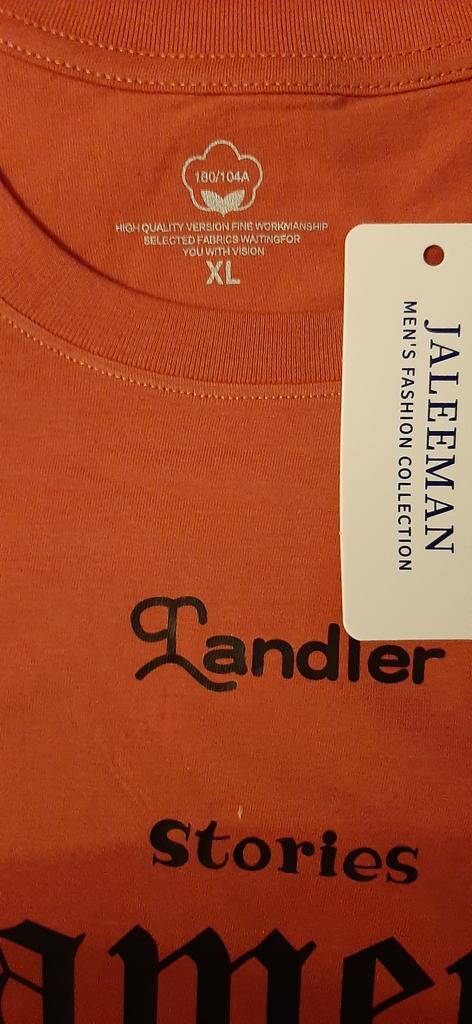 180/104A
HIGH QUALITY VERSION FINE WORKMANSHIP
SELECTED FABRICS WAITINGFOR
YOU WITH VISION
XL
JALEEMAN
MEN'S FASHION COLLECTION
Landler
Stories
ame